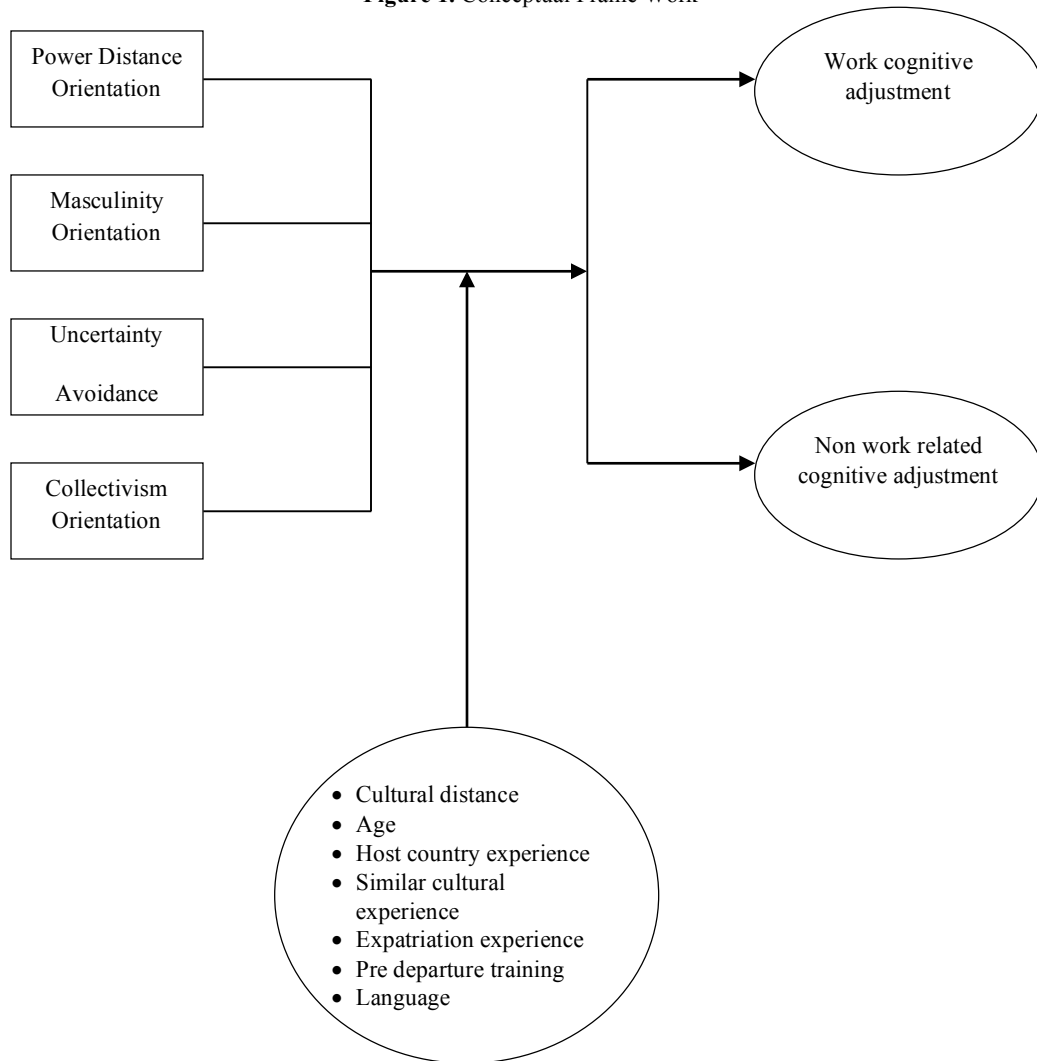 Figure 1. Conceptual Frame Work
Power Distance
Orientation
Masculinity
Orientation
Uncertainty
Avoidance
Collectivism
Orientation
Work cognitive
adjustment
Non work related
cognitive adjustment
• Cultural distance
• Age
• Host country experience
• Similar cultural
experience
• Expatriation experience
• Pre departure training
• Language